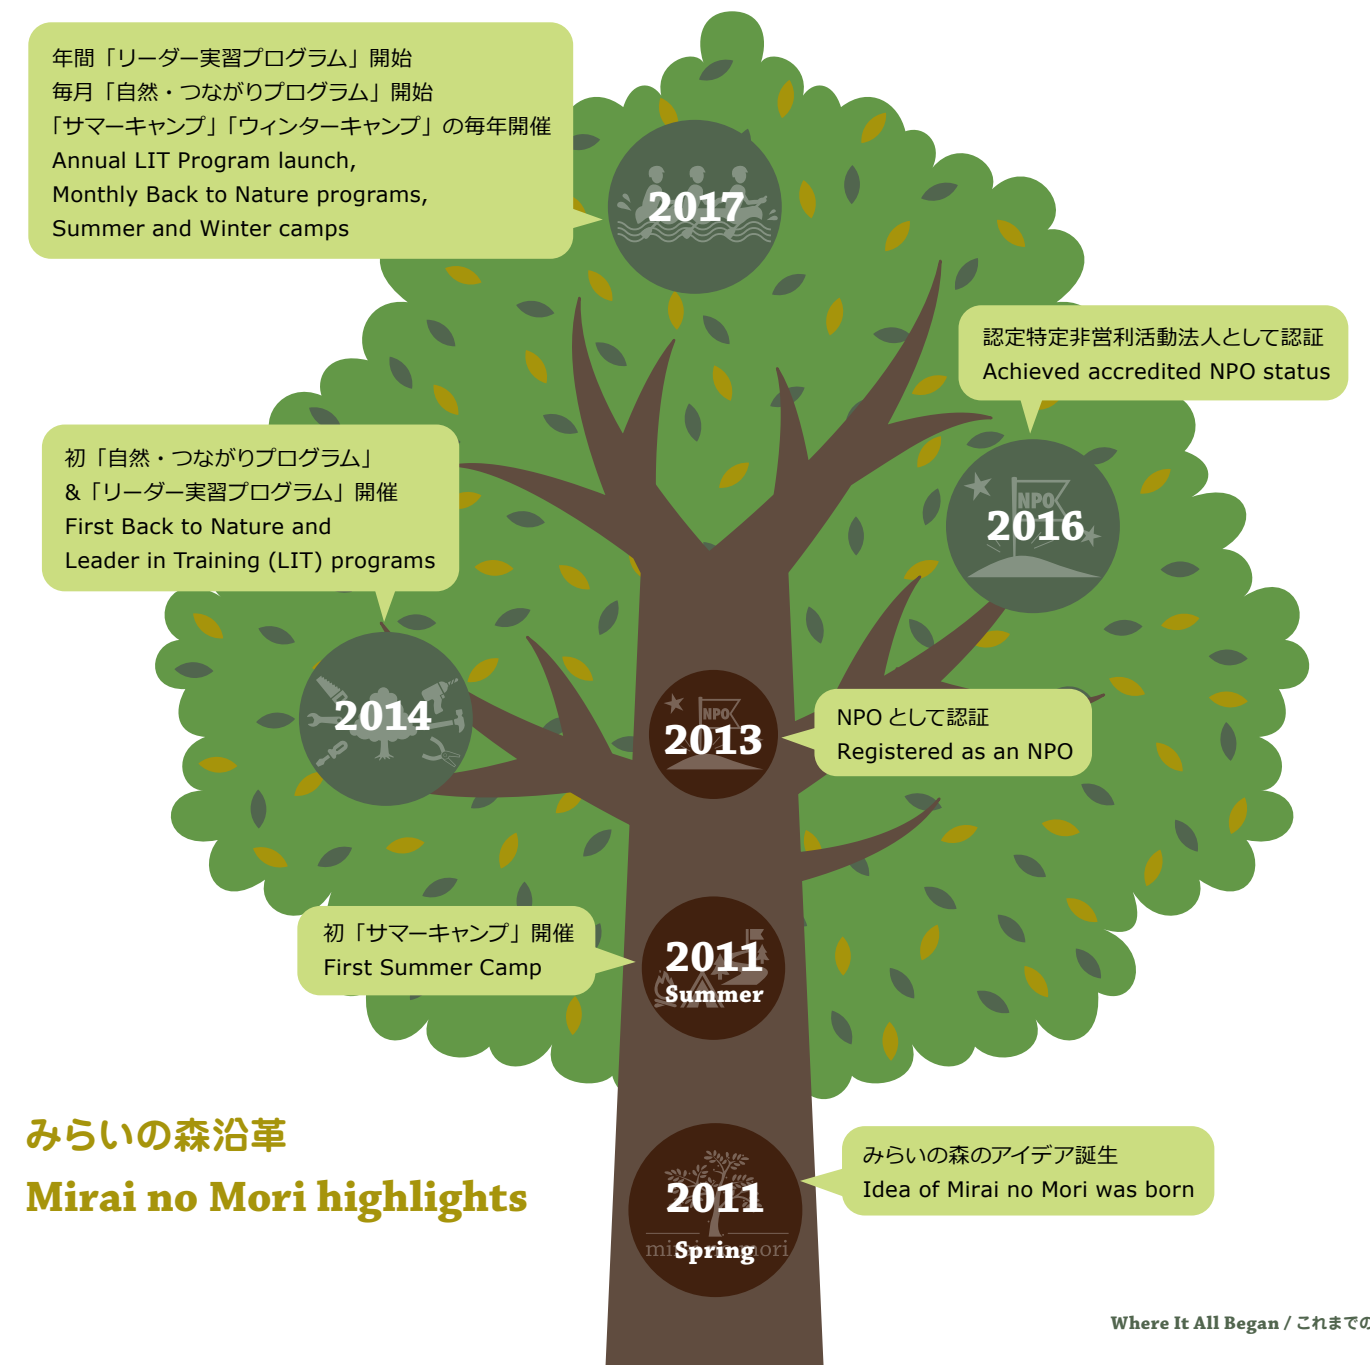 年間「リーダー実習プログラム」開始
毎月「自然・つながりプログラム」開始
「サマーキャンプ」「ウィンターキャンプ」の毎年開催
Annual LIT Program launch,
Monthly Back to Nature programs,
Summer and Winter camps
2017
認定特定非営利活動法人として認証
Achieved accredited NPO status
NPO
2016
初「自然・つながりプログラム」
&「リーダー実習プログラム」開催
First Back to Nature and
Leader in Training (LIT) programs
2014
NPO
2013
NPOとして認証
Registered as an NPO
初「サマーキャンプ」開催
First Summer Camp
2011
Summer
みらいの森沿革
Mirai no Mori highlights
2011
Spring
みらいの森のアイデア誕生
Idea of Mirai no Mori was born
Where It All Began / これまでの